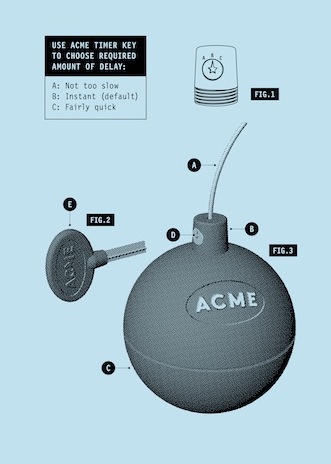 USE ACME TIMER KEY
TO CHOOSE REQUIRED
AMOUNT OF DELAY:
A: Not too slow
B: Instant (default)
C: Fairly quick
A B C
FIG.1
A
E
FIG.2
D
B
FIG.3
ACME
ACME
C